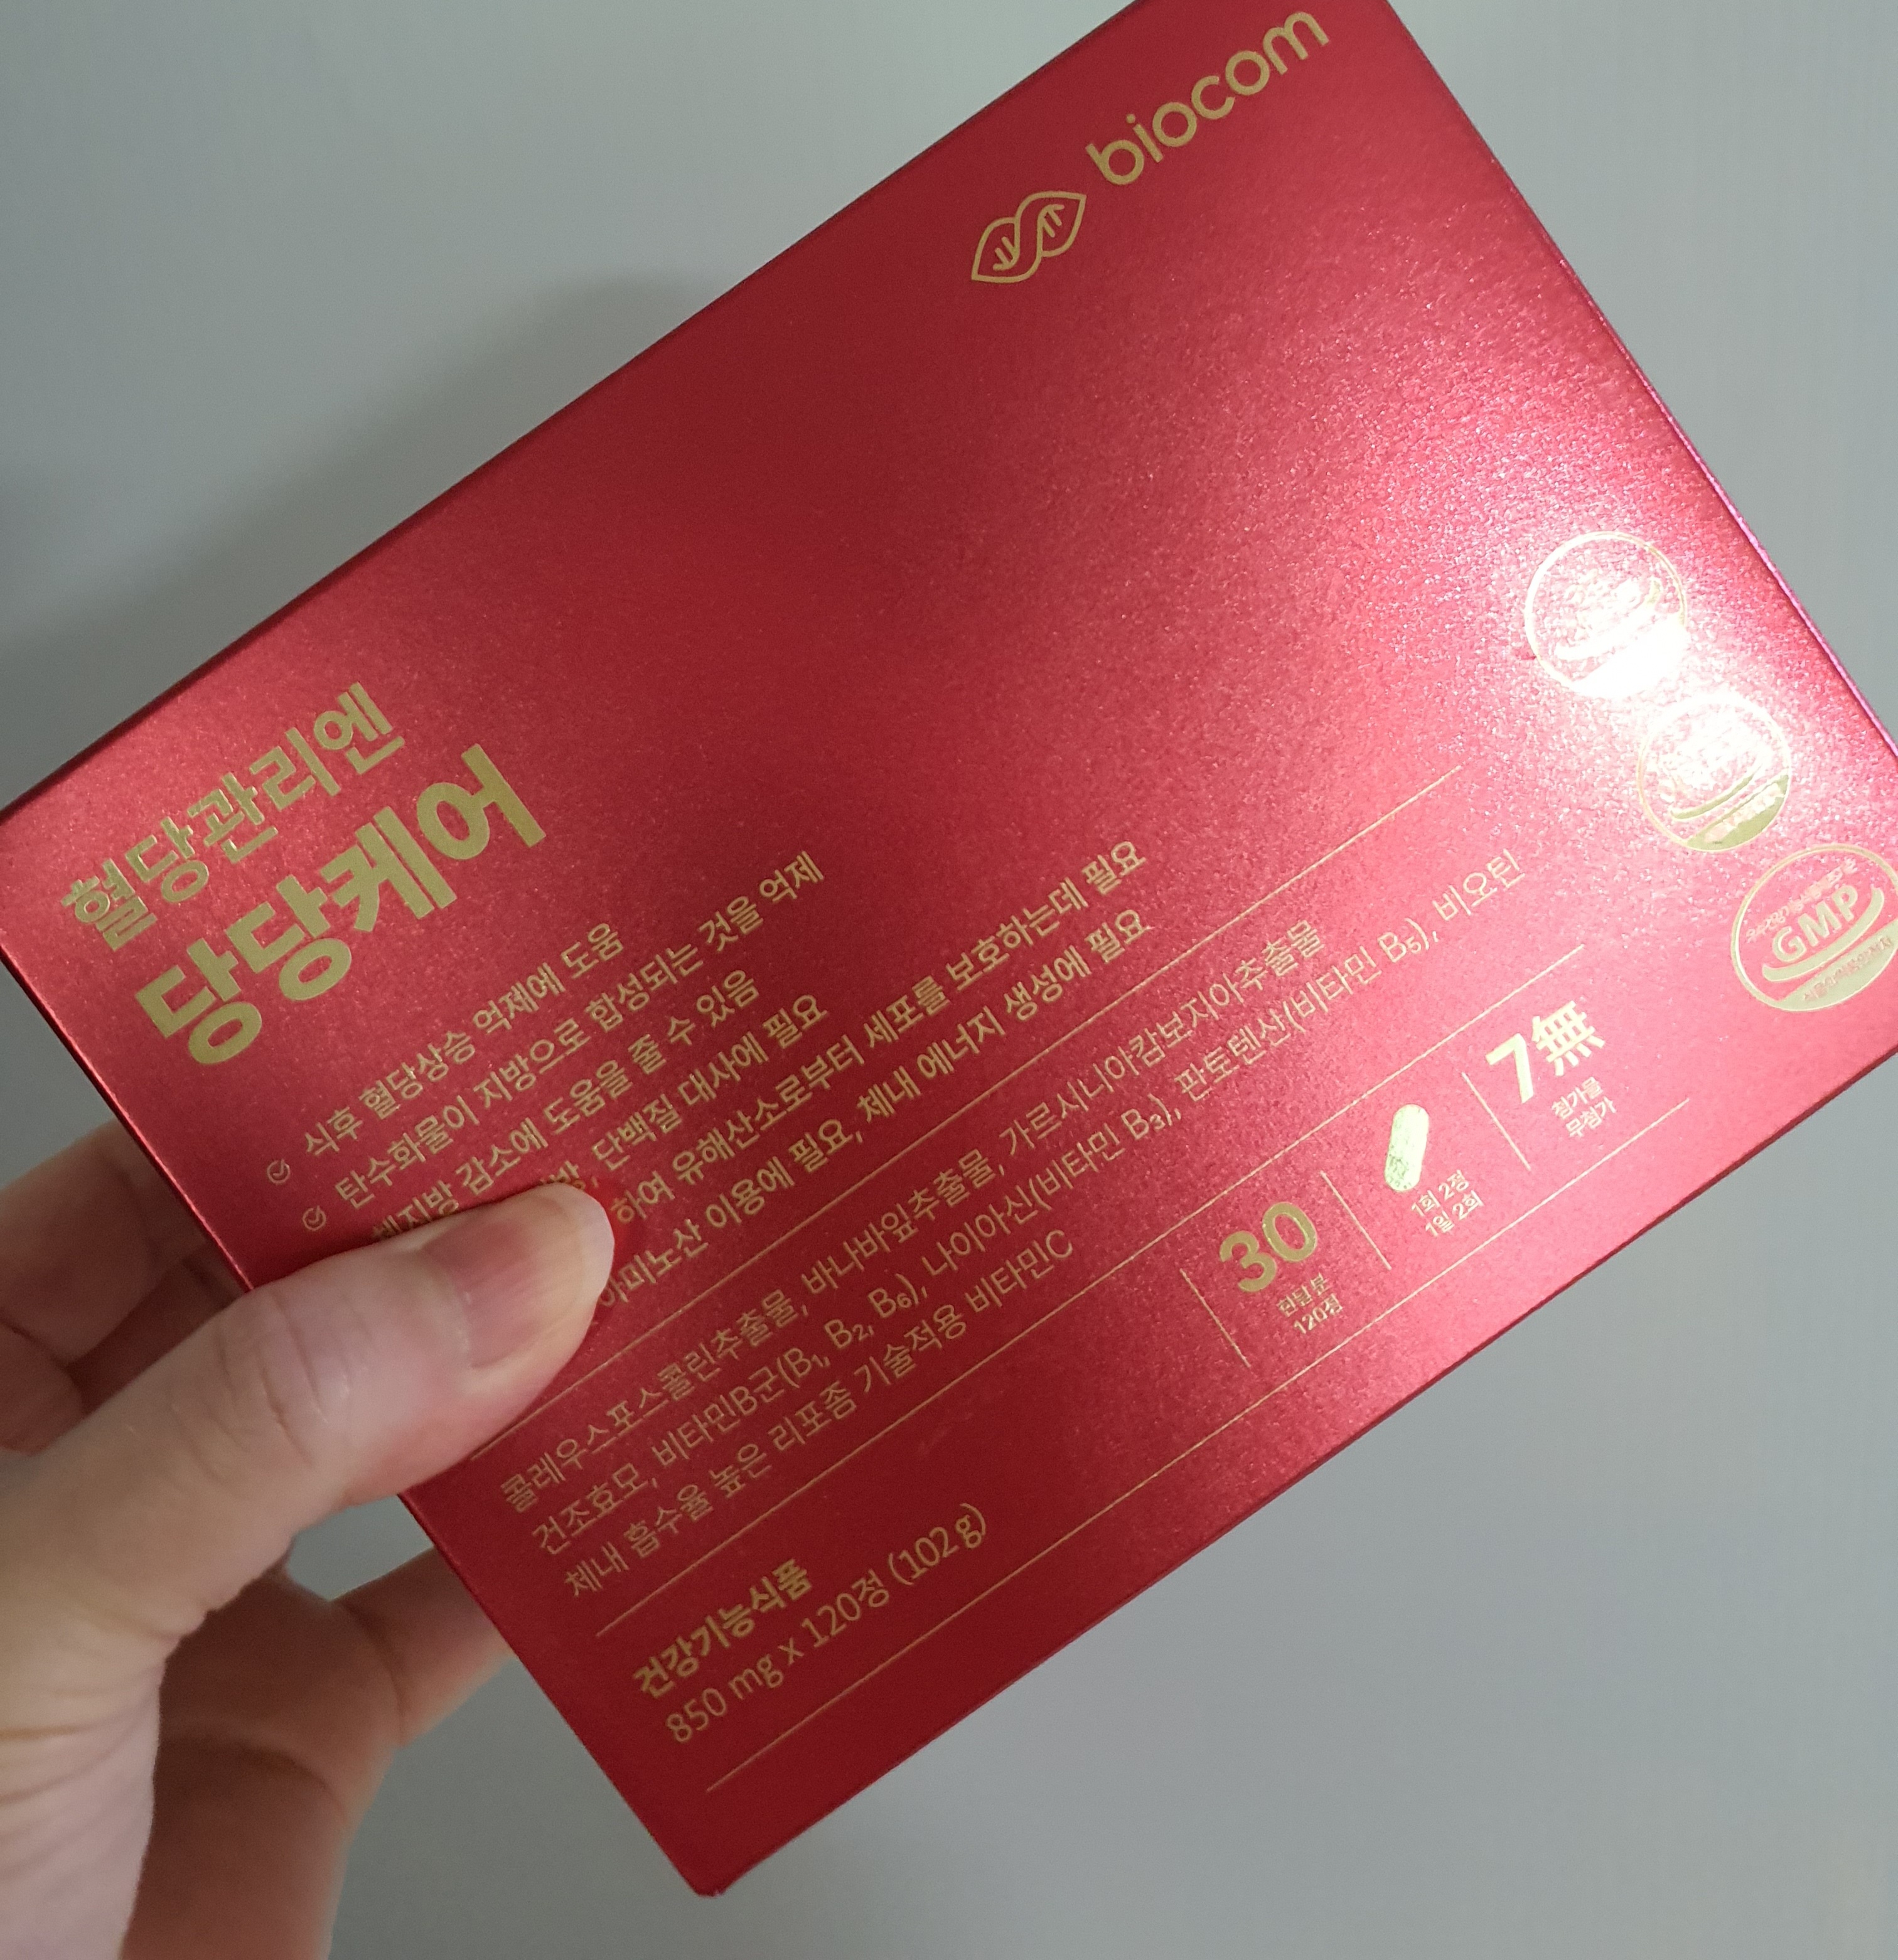 biocom
혈당관리엔
당당케어
식후 혈당상승 억제에 도움
탄수화물이 지방으로 합성되는 것을 억제
체지방 감소에 도움을 줄 수 있음
단백질 대사에 필요
하여 유해산소로부터 세포를 보호하는데 필요
아미노산 이용에 필요, 체내 에너지 생성에 필요
콜레우스포스콜린추출물, 바나바잎추출물, 가르시니아캄보지아추출물
건조효모, 비타민B군(B₁, B₂, B₆), 나이아신(비타민 B₃), 판토텐산(비타민 B₅), 비오틴
체내 흡수율 높은 리포좀 기술적용 비타민C
30
한달분
120정
1회 2정
1일 2회
7無
첨가물
무첨가
건강기능식품
850 mg x 120정 (102 g)
GMP